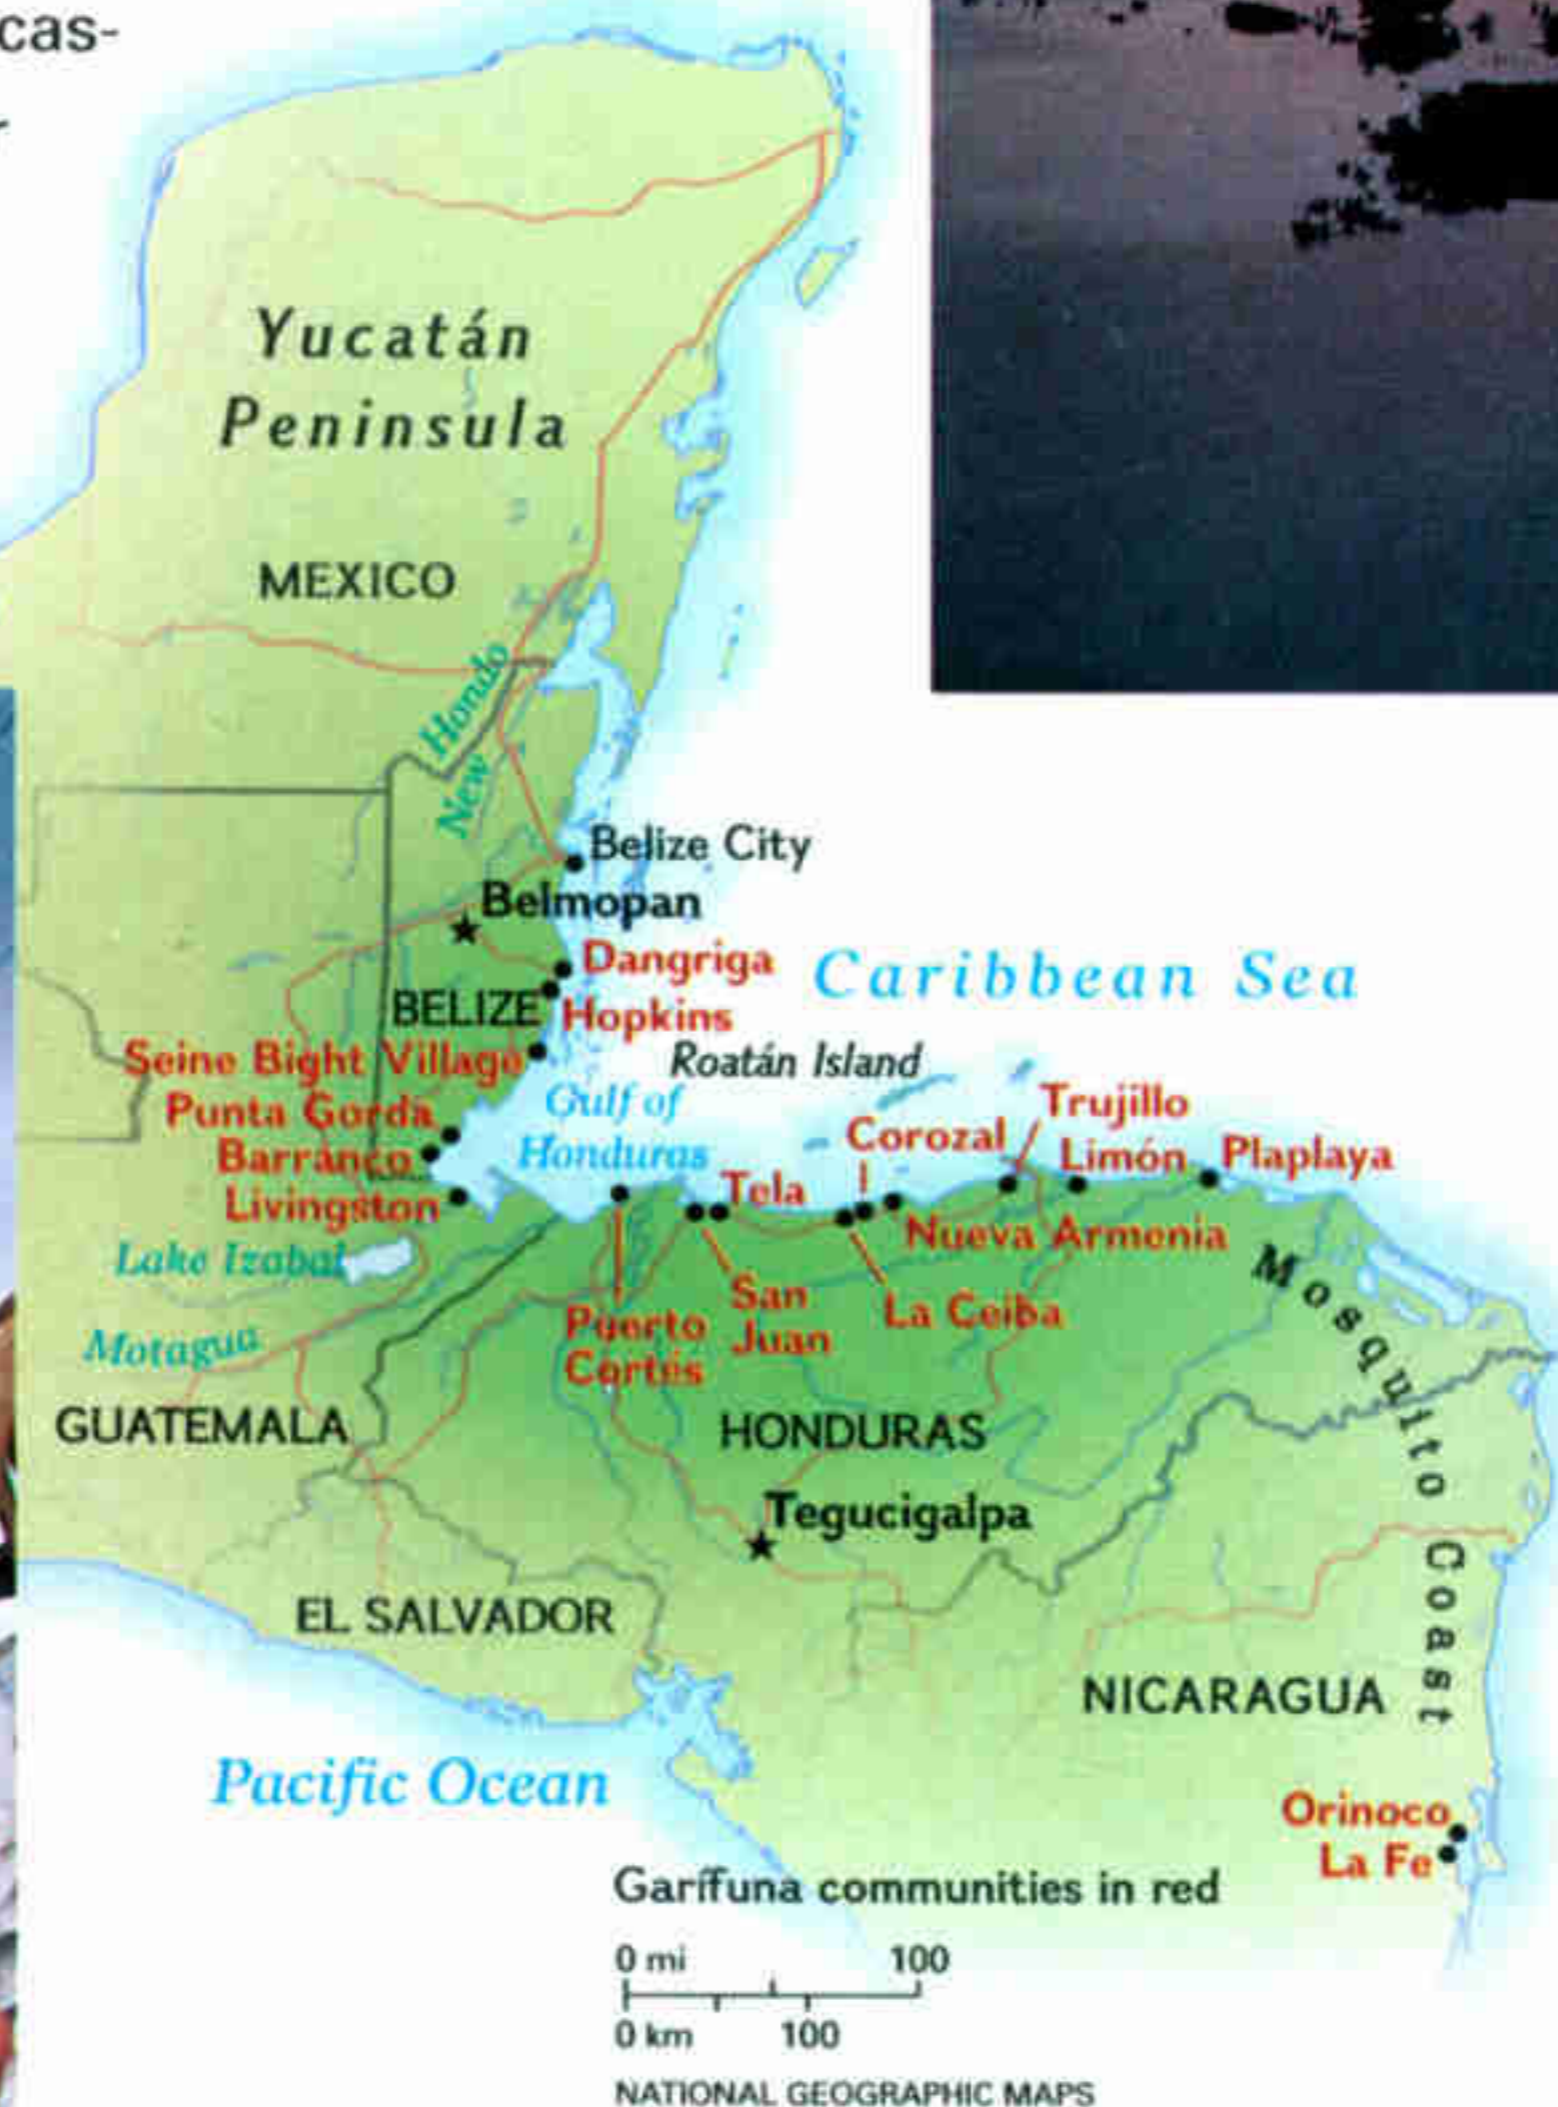 cas-
Yucatán
Peninsula
MEXICO
Hondo
New
Belize City
Belmopan
Dangriga
Caribbean Sea
BELIZE
Hopkins
Roatán Island
Seine Bight Village
Gulf of
Honduras
Trujillo
Punta Gorda
Corozal
Barranco
Limón
Plaplaya
Tela
Livingston
Nueva Armenia
Lake Izabal
Mosquito Coast
San
Juan
La Ceiba
Puerto
Cortés
Motagua
GUATEMALA
HONDURAS
Tegucigalpa
EL SALVADOR
NICARAGUA
Pacific Ocean
Orinoco
La Fe
Garífuna communities in red
0 mi 100
0 km 100
NATIONAL GEOGRAPHIC MAPS